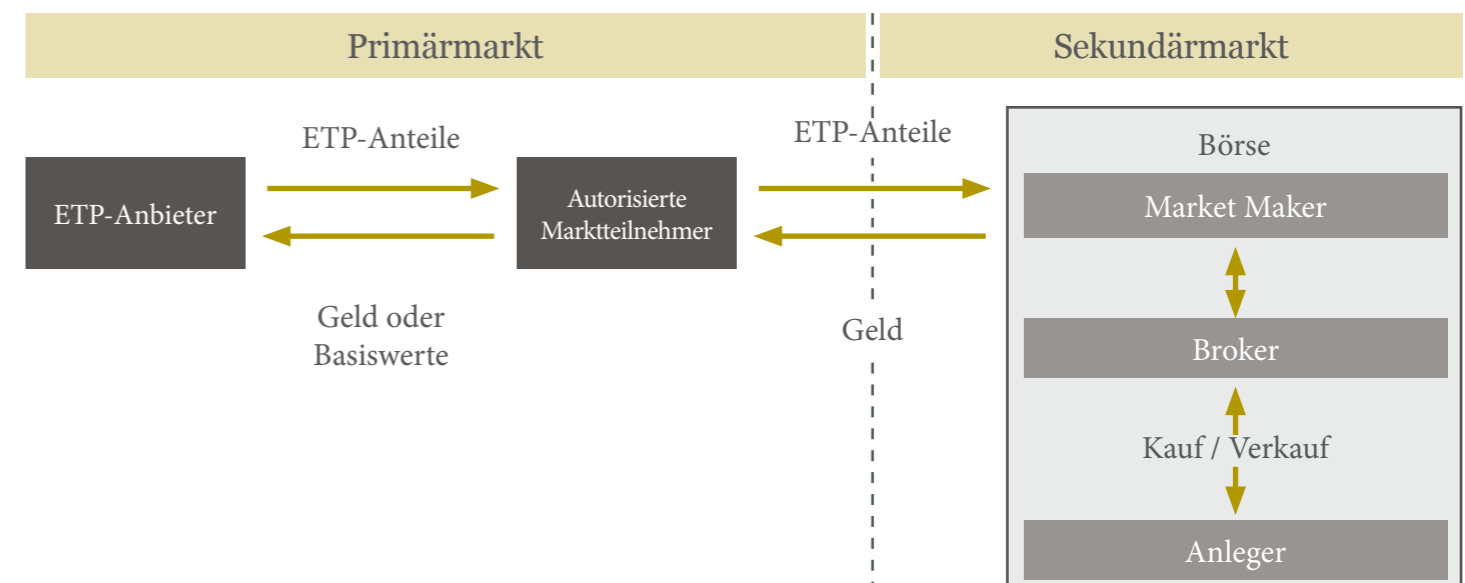 Primärmarkt
Sekundärmarkt
ETP-Anteile
ETP-Anteile
Börse
ETP-Anbieter
Autorisierte
Marktteilnehmer
Market Maker
Geld oder
Basiswerte
Geld
Broker
Kauf / Verkauf
Anleger